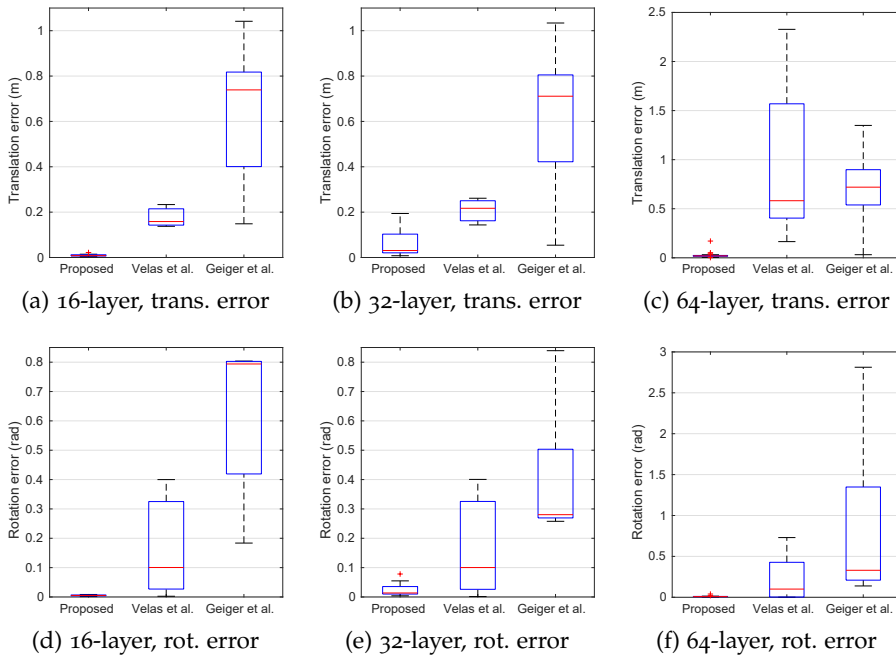 Translation error (m)
1
0.8
0.6
0.4
0.2
0
Proposed Velas et al. Geiger et al.
(a) 16-layer, trans. error
Translation error (m)
1
0.8
0.6
0.4
0.2
0
Proposed Velas et al. Geiger et al.
(b) 32-layer, trans. error
Translation error (m)
2.5
2
1.5
1
0.5
0
Proposed Velas et al. Geiger et al.
(c) 64-layer, trans. error
Rotation error (rad)
0.8
0.7
0.6
0.5
0.4
0.3
0.2
0.1
0
Proposed Velas et al. Geiger et al.
(d) 16-layer, rot. error
Rotation error (rad)
0.8
0.7
0.6
0.5
0.4
0.3
0.2
0.1
0
Proposed Velas et al. Geiger et al.
(e) 32-layer, rot. error
Rotation error (rad)
3
2.5
2
1.5
1
0.5
0
Proposed Velas et al. Geiger et al.
(f) 64-layer, rot. error